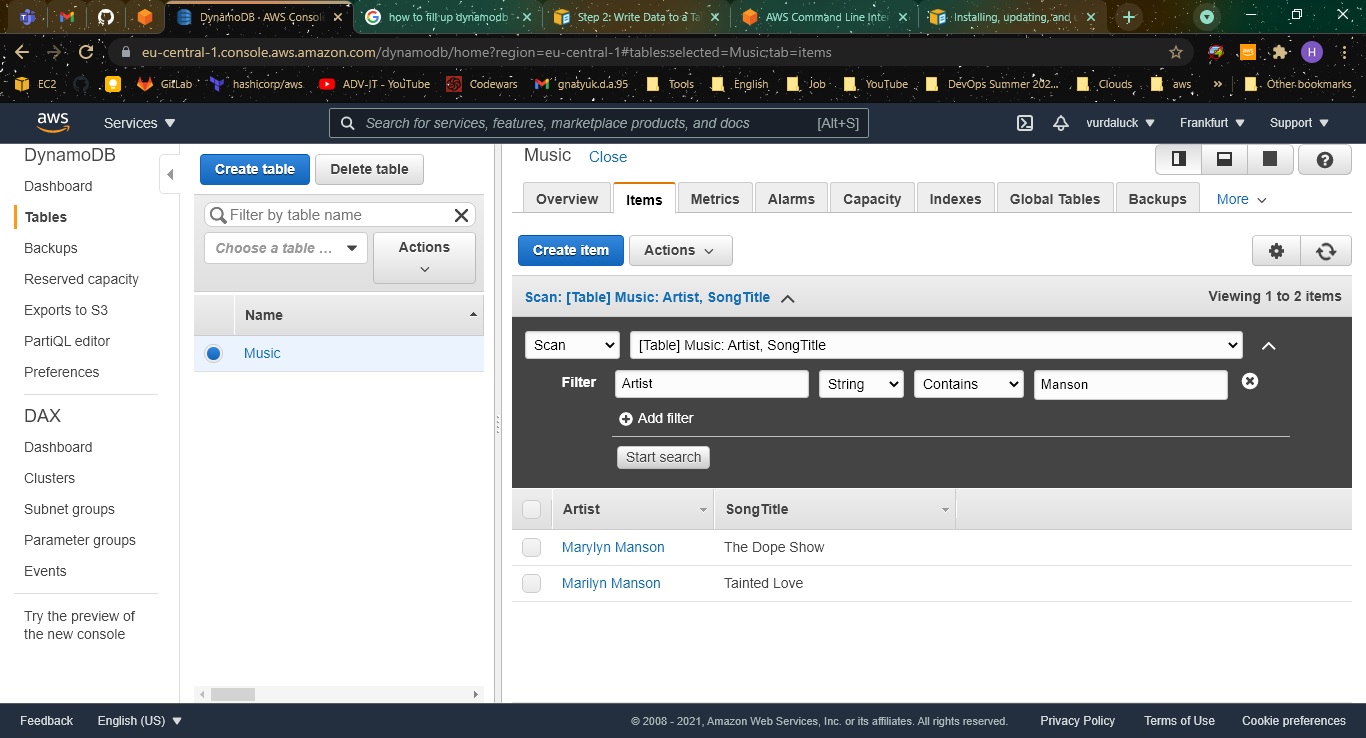 DynamoDB - AWS Consol
how to fill up dynamodb
Step 2: Write Data to a Ta
AWS Command Line Inter
Installing, updating, and
eu-central-1.console.aws.amazon.com/dynamodb/home?region=eu-central-1#tables:selected=Music;tab=items
H
EC2
GitLab
hashicorp/aws
ADV-IT - YouTube
Codewars
gnatyuk.d.a.95
Tools
English
Job
YouTube
DevOps Summer 202...
Clouds
aws
»
Other bookmarks
aws
Services
Search for services, features, marketplace products, and docs
[Alt+S]
vurdaluck
Frankfurt
Support
DynamoDB
Dashboard
Tables
Backups
Reserved capacity
Exports to S3
PartiQL editor
Preferences
DAX
Dashboard
Clusters
Subnet groups
Parameter groups
Events
Try the preview of
the new console
Create table
Delete table
Filter by table name
Choose a table ...
Actions
Name
Music
Music
Close
Overview
Items
Metrics
Alarms
Capacity
Indexes
Global Tables
Backups
More
Create item
Actions
Scan: [Table] Music: Artist, SongTitle
Viewing 1 to 2 items
Scan
[Table] Music: Artist, SongTitle
Filter
Artist
String
Contains
Manson
Add filter
Start search
Artist
SongTitle
Marylyn Manson
The Dope Show
Marilyn Manson
Tainted Love
Feedback
English (US)
© 2008 - 2021, Amazon Web Services, Inc. or its affiliates. All rights reserved.
Privacy Policy
Terms of Use
Cookie preferences